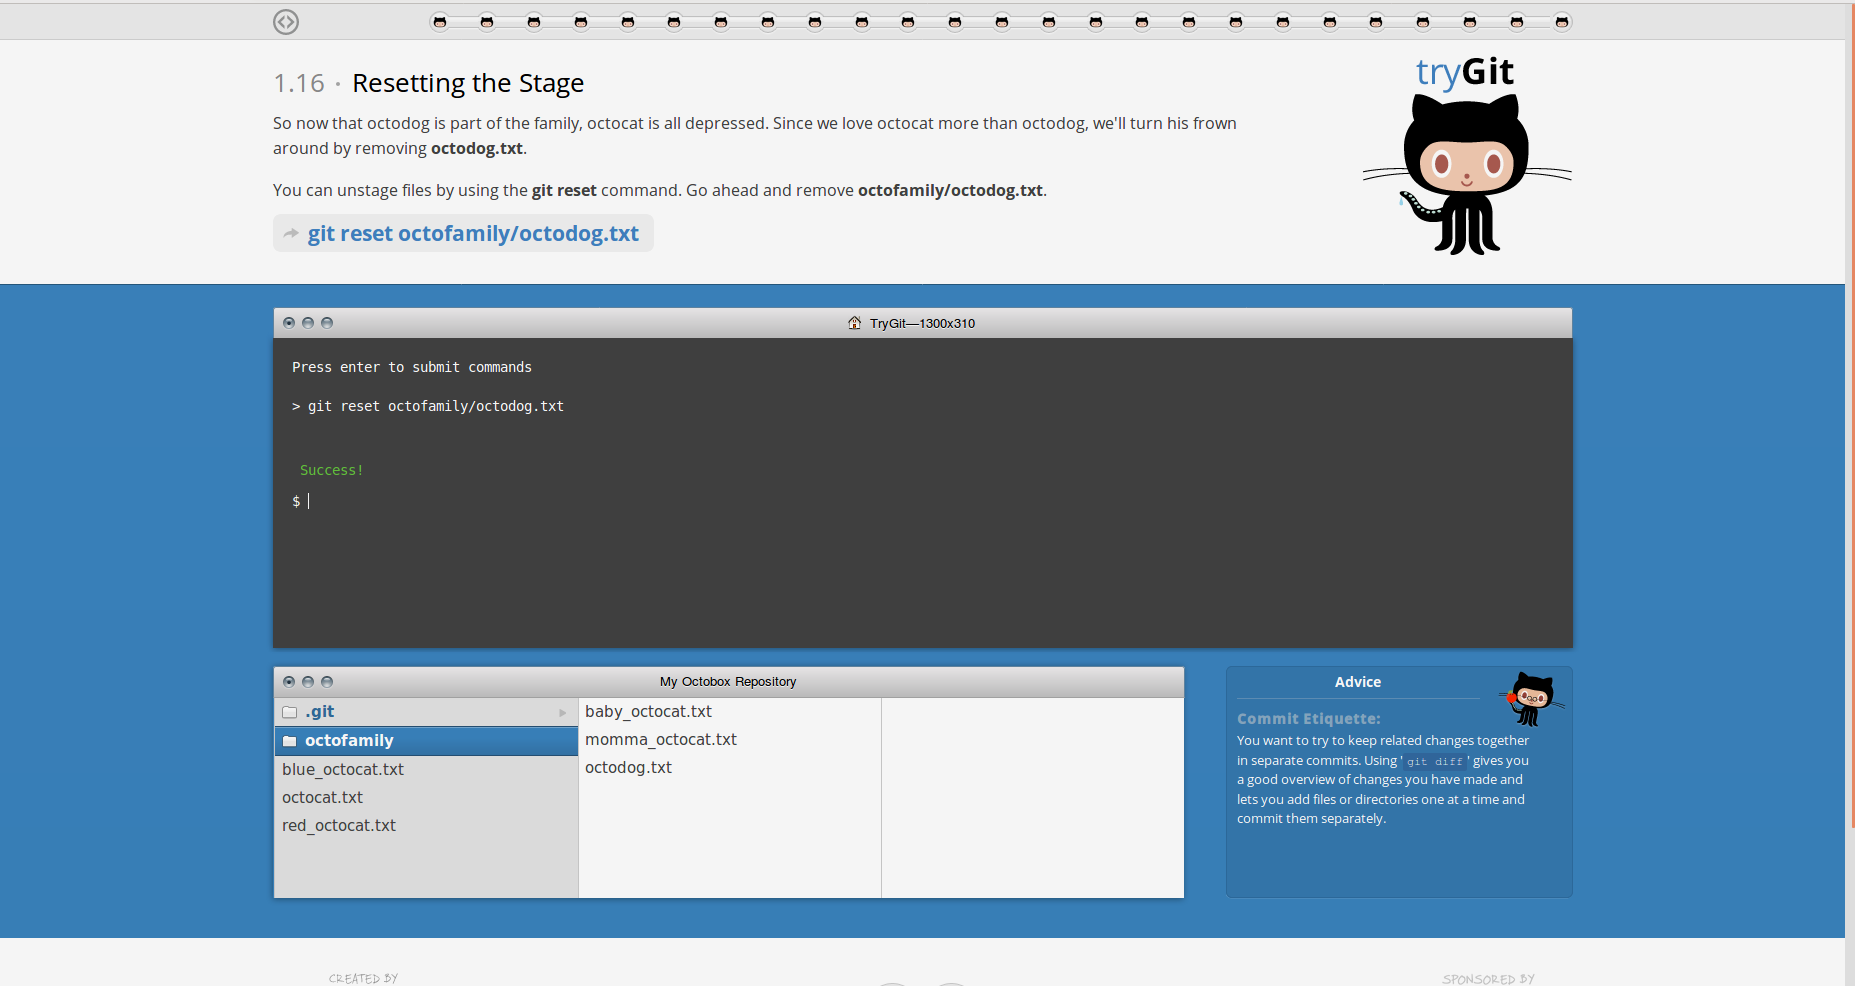 1.16 · Resetting the Stage
tryGit
So now that octodog is part of the family, octocat is all depressed. Since we love octocat more than octodog, we'll turn his frown
around by removing octodog.txt.
You can unstage files by using the git reset command. Go ahead and remove octofamily/octodog.txt.
git reset octofamily/octodog.txt
TryGit—1300x310
Press enter to submit commands
> git reset octofamily/octodog.txt
Success!
$
My Octobox Repository
.git
octofamily
blue_octocat.txt
octocat.txt
red_octocat.txt
baby_octocat.txt
momma_octocat.txt
octodog.txt
Advice
Commit Etiquette:
You want to try to keep related changes together
in separate commits. Using 'git diff' gives you
a good overview of changes you have made and
lets you add files or directories one at a time and
commit them separately.
CREATED BY
SPONSORED BY